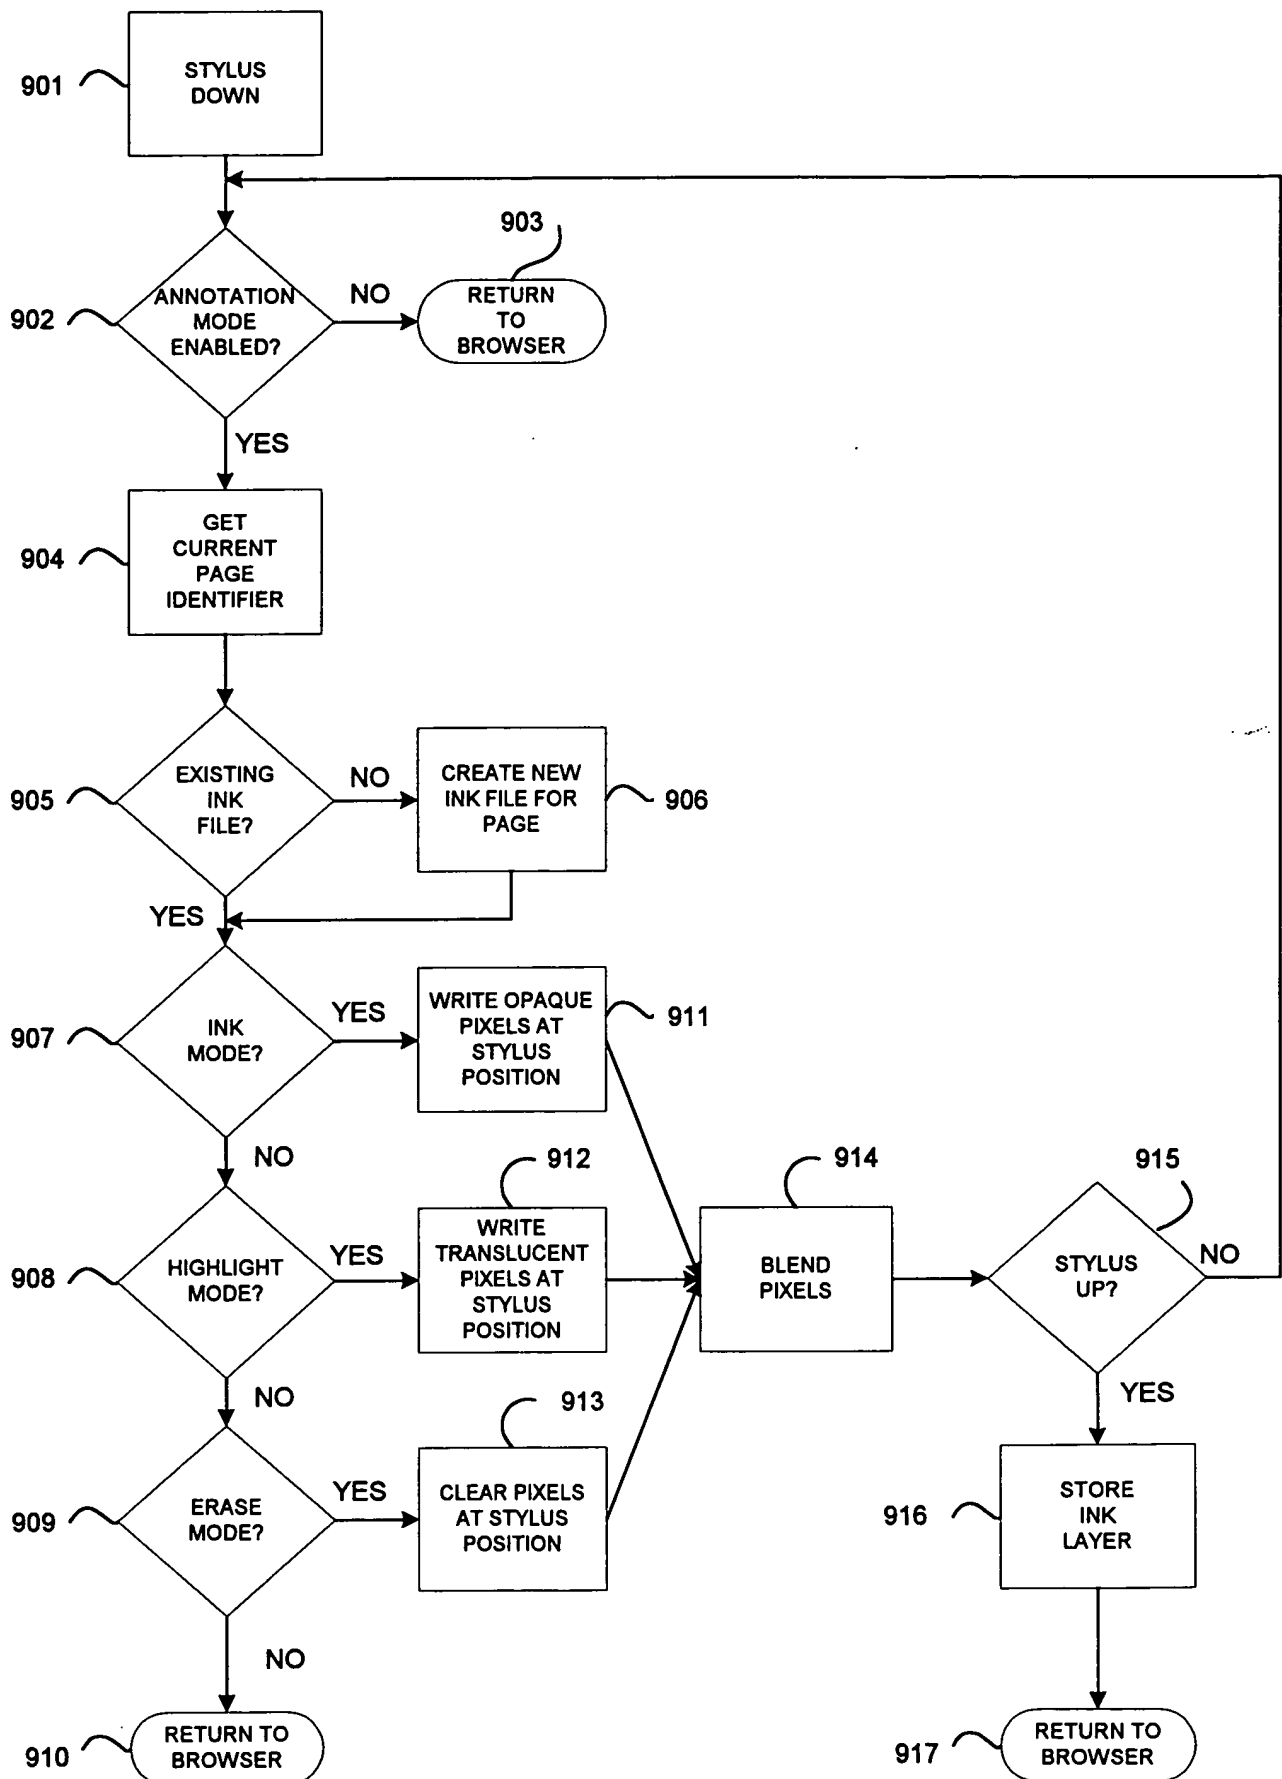 901
STYLUS
DOWN
903
902
ANNOTATION
MODE
ENABLED?
NO
RETURN
TO
BROWSER
YES
904
GET
CURRENT
PAGE
IDENTIFIER
905
EXISTING
INK
FILE?
NO
CREATE NEW
INK FILE FOR
PAGE
906
YES
907
INK
MODE?
YES
WRITE OPAQUE
PIXELS AT
STYLUS
POSITION
911
NO
908
HIGHLIGHT
MODE?
YES
912
WRITE
TRANSLUCENT
PIXELS AT
STYLUS
POSITION
914
BLEND
PIXELS
915
STYLUS
UP?
NO
NO
YES
909
ERASE
MODE?
YES
913
CLEAR PIXELS
AT STYLUS
POSITION
916
STORE
INK
LAYER
NO
910
RETURN TO
BROWSER
917
RETURN TO
BROWSER